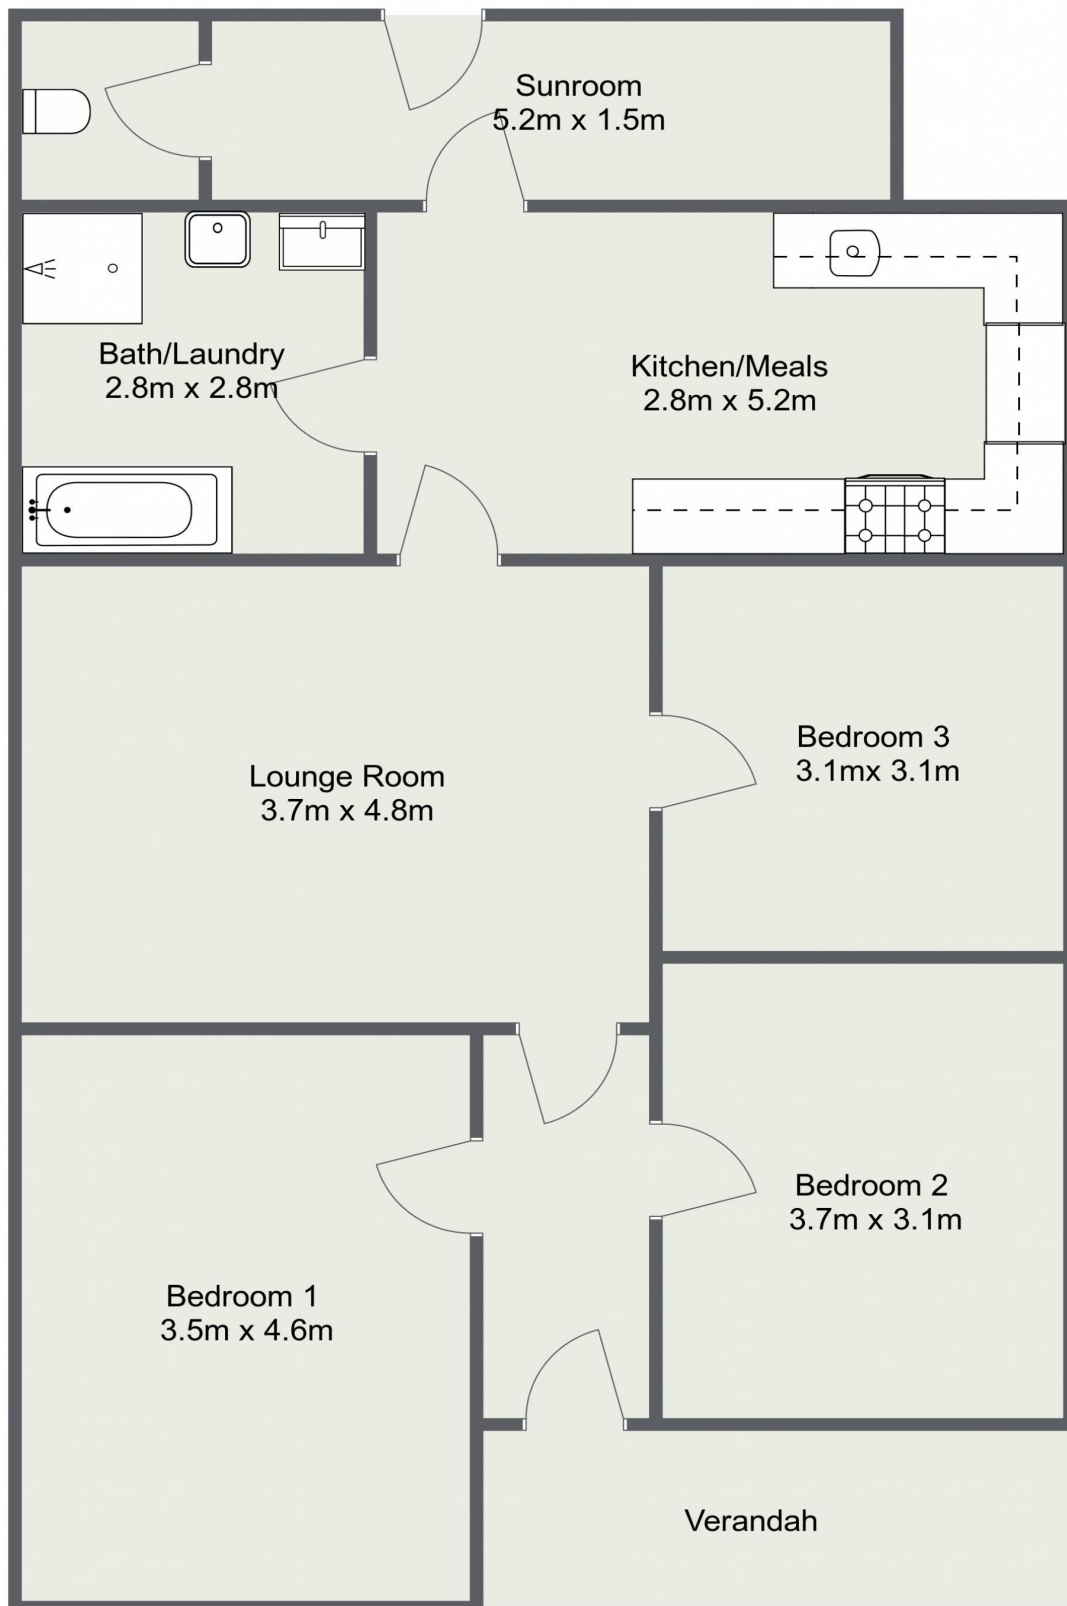 Sunroom
5.2m x 1.5m
Bath/Laundry
2.8m x 2.8m
Kitchen/Meals
2.8m x 5.2m
Lounge Room
3.7m x 4.8m
Bedroom 3
3.1mx 3.1m
Bedroom 2
3.7m x 3.1m
Bedroom 1
3.5m x 4.6m
Verandah